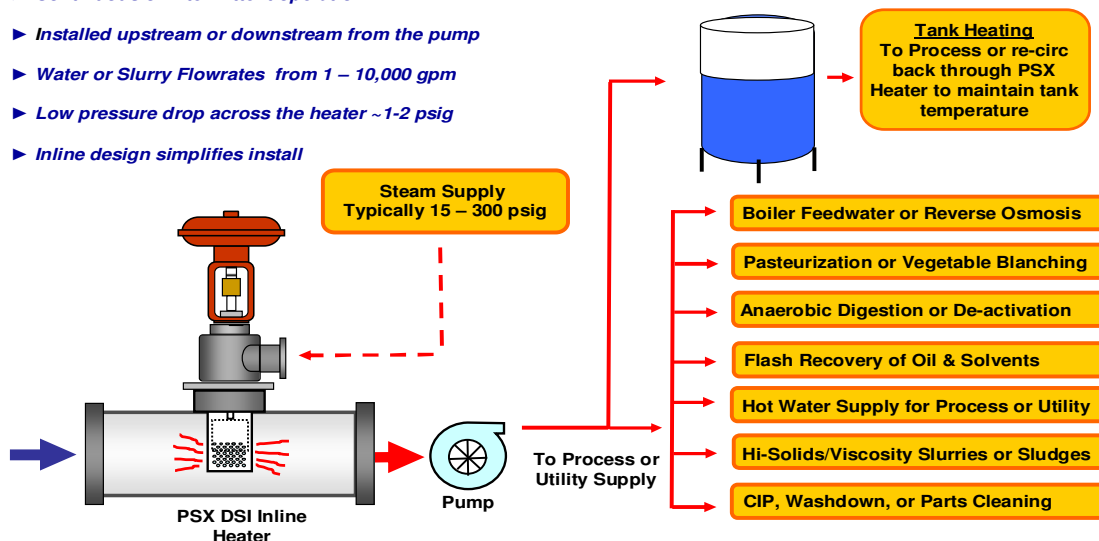 ► Installed upstream or downstream from the pump
► Water or Slurry Flowrates from 1 – 10,000 gpm
► Low pressure drop across the heater ~1-2 psig
► Inline design simplifies install
Tank Heating
To Process or re-circ
back through PSX
Heater to maintain tank
temperature
Steam Supply
Typically 15 – 300 psig
Boiler Feedwater or Reverse Osmosis
Pasteurization or Vegetable Blanching
Anaerobic Digestion or De-activation
Flash Recovery of Oil & Solvents
Hot Water Supply for Process or Utility
Hi-Solids/Viscosity Slurries or Sludges
CIP, Washdown, or Parts Cleaning
To Process or
Utility Supply
Pump
PSX DSI Inline
Heater